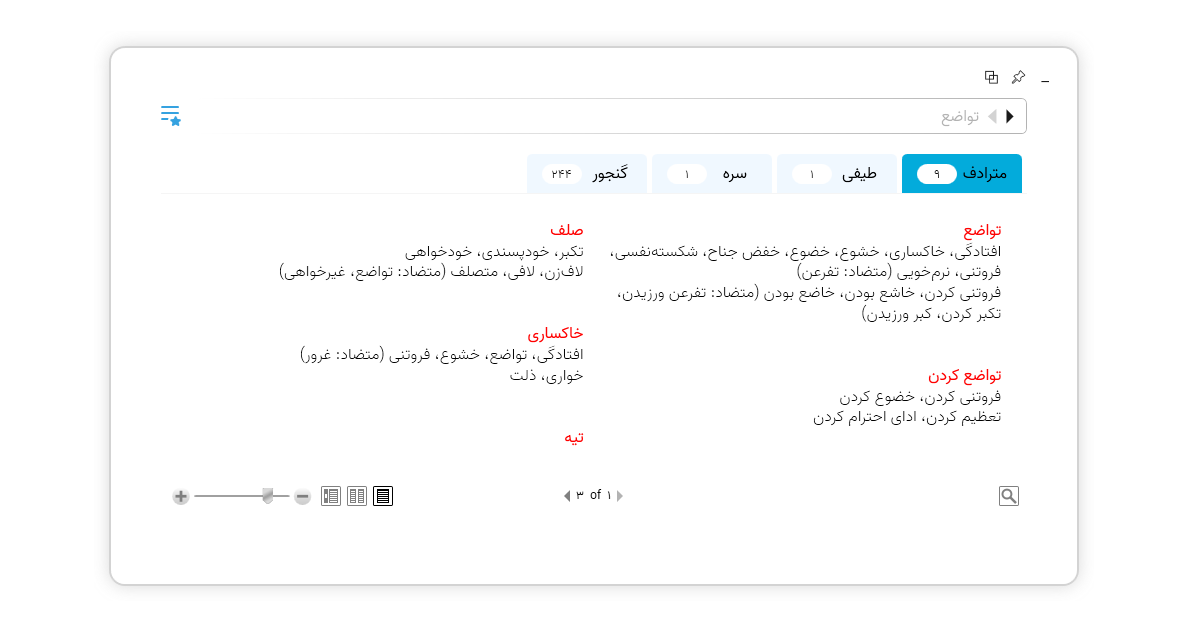 تواضع
مترادف ۹
طیفی ۱
سره ۱
گنجور ۲۴۴
تواضع
افتادگی، خاکساری، خشوع، خضوع، خفض جناح، شکسته‌نفسی،
فروتنی، نرم‌خویی (متضاد: تفرعن)
فروتنی کردن، خاشع بودن، خاضع بودن (متضاد: تفرعن ورزیدن،
تکبر کردن، کبر ورزیدن)
تواضع کردن
فروتنی کردن، خضوع کردن
تعظیم کردن، ادای احترام کردن
صلف
تکبر، خودپسندی، خودخواهی
لاف‌زن، لافی، متصلف (متضاد: تواضع، غیرخواهی)
خاکساری
افتادگی، تواضع، خشوع، فروتنی (متضاد: غرور)
خواری، ذلت
تیه
۳ of ۱